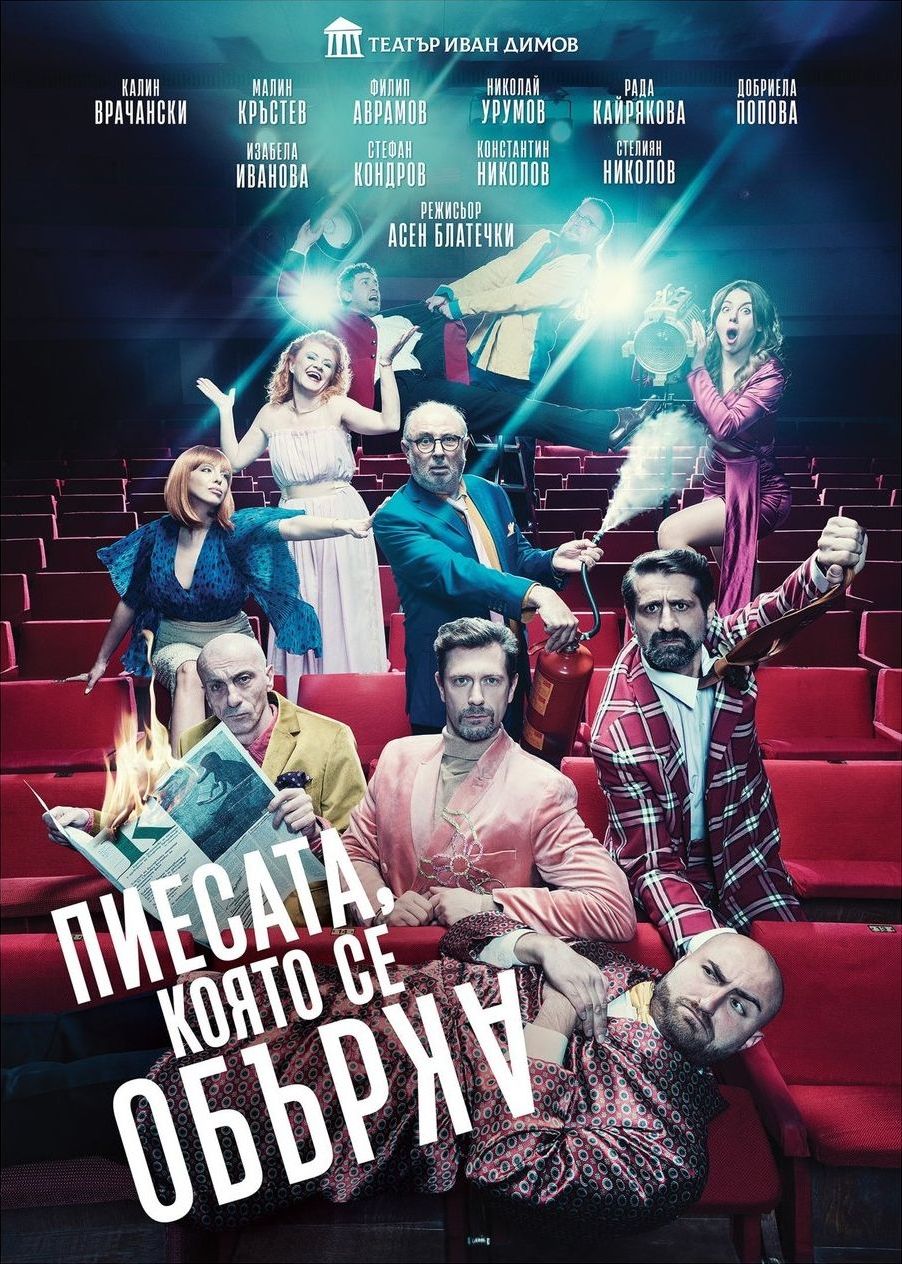 ТЕАТЪР ИВАН ДИМОВ
КАЛИН ВРАЧАНСКИ
МАЛИН КРЪСТЕВ
ФИЛИП АВРАМОВ
НИКОЛАЙ УРУМОВ
РАДА КАЙРЯКОВА
ДОБРИЕЛА ПОПОВА
ИЗАБЕЛА ИВАНОВА
СТЕФАН КОНДРОВ
КОНСТАНТИН НИКОЛОВ
СТЕЛИЯН НИКОЛОВ
РЕЖИСЬОР
АСЕН БЛАТЕЧКИ
К
ПИЕСАТА,
КОЯТО СЕ
ОБЪРКА